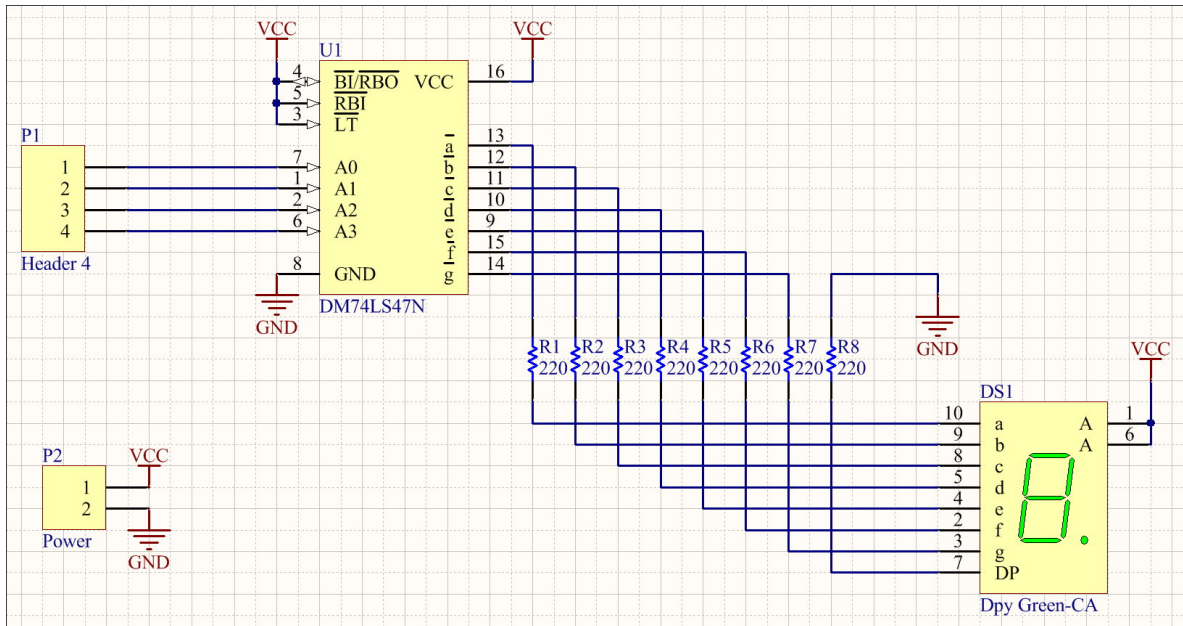 VCC
VCC
U1
4
BI/RBO
VCC
16
5
RBI
3
LT
P1
13
a
1
7
A0
12
b
2
1
A1
11
c
3
2
A2
10
d
4
6
A3
9
e
15
f
Header 4
8
GND
14
g
DM74LS47N
GND
GND
R1
R2
R3
R4
R5
R6
R7
R8
220
220
220
220
220
220
220
220
VCC
DS1
10
a
A
1
9
b
A
6
8
c
5
d
4
e
2
f
3
g
7
DP
Dpy Green-CA
P2
VCC
1
2
Power
GND